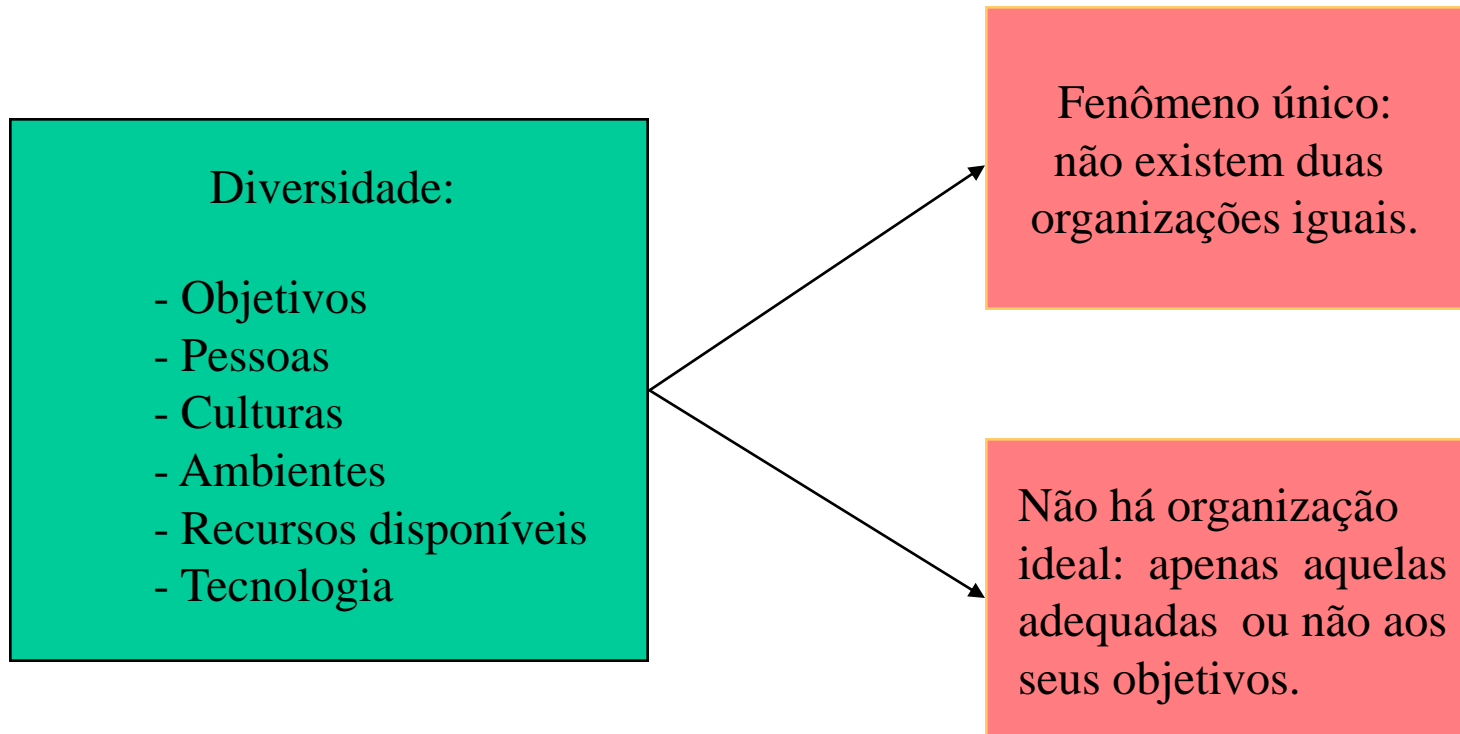 Diversidade:
- Objetivos
- Pessoas
- Culturas
- Ambientes
- Recursos disponíveis
- Tecnologia
Fenômeno único:
não existem duas
organizações iguais.
Não há organização
ideal: apenas aquelas
adequadas ou não aos
seus objetivos.